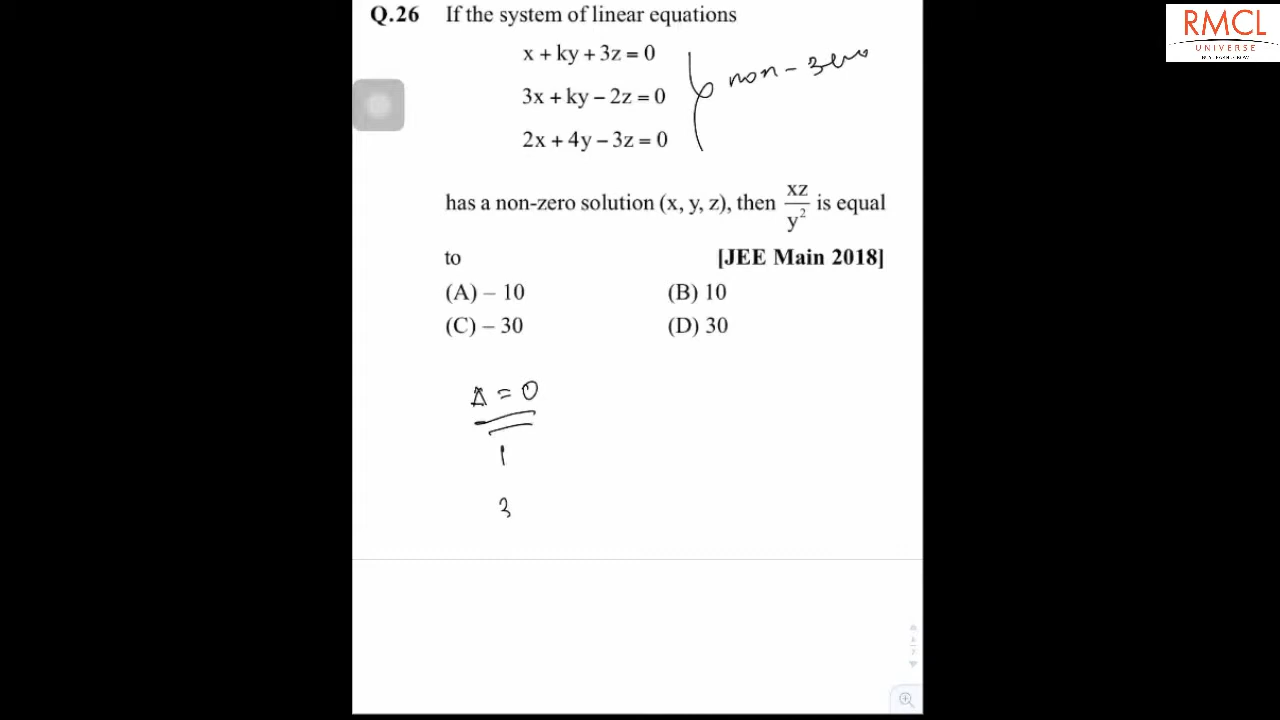 RMCL
UNIVERSE
Q.26 If the system of linear equations
x + ky + 3z = 0
3x + ky – 2z = 0
2x + 4y – 3z = 0
non-zero
has a non-zero solution (x, y, z), then xz/y² is equal
to [JEE Main 2018]
(A) – 10 (B) 10
(C) – 30 (D) 30
Δ = 0
1
3